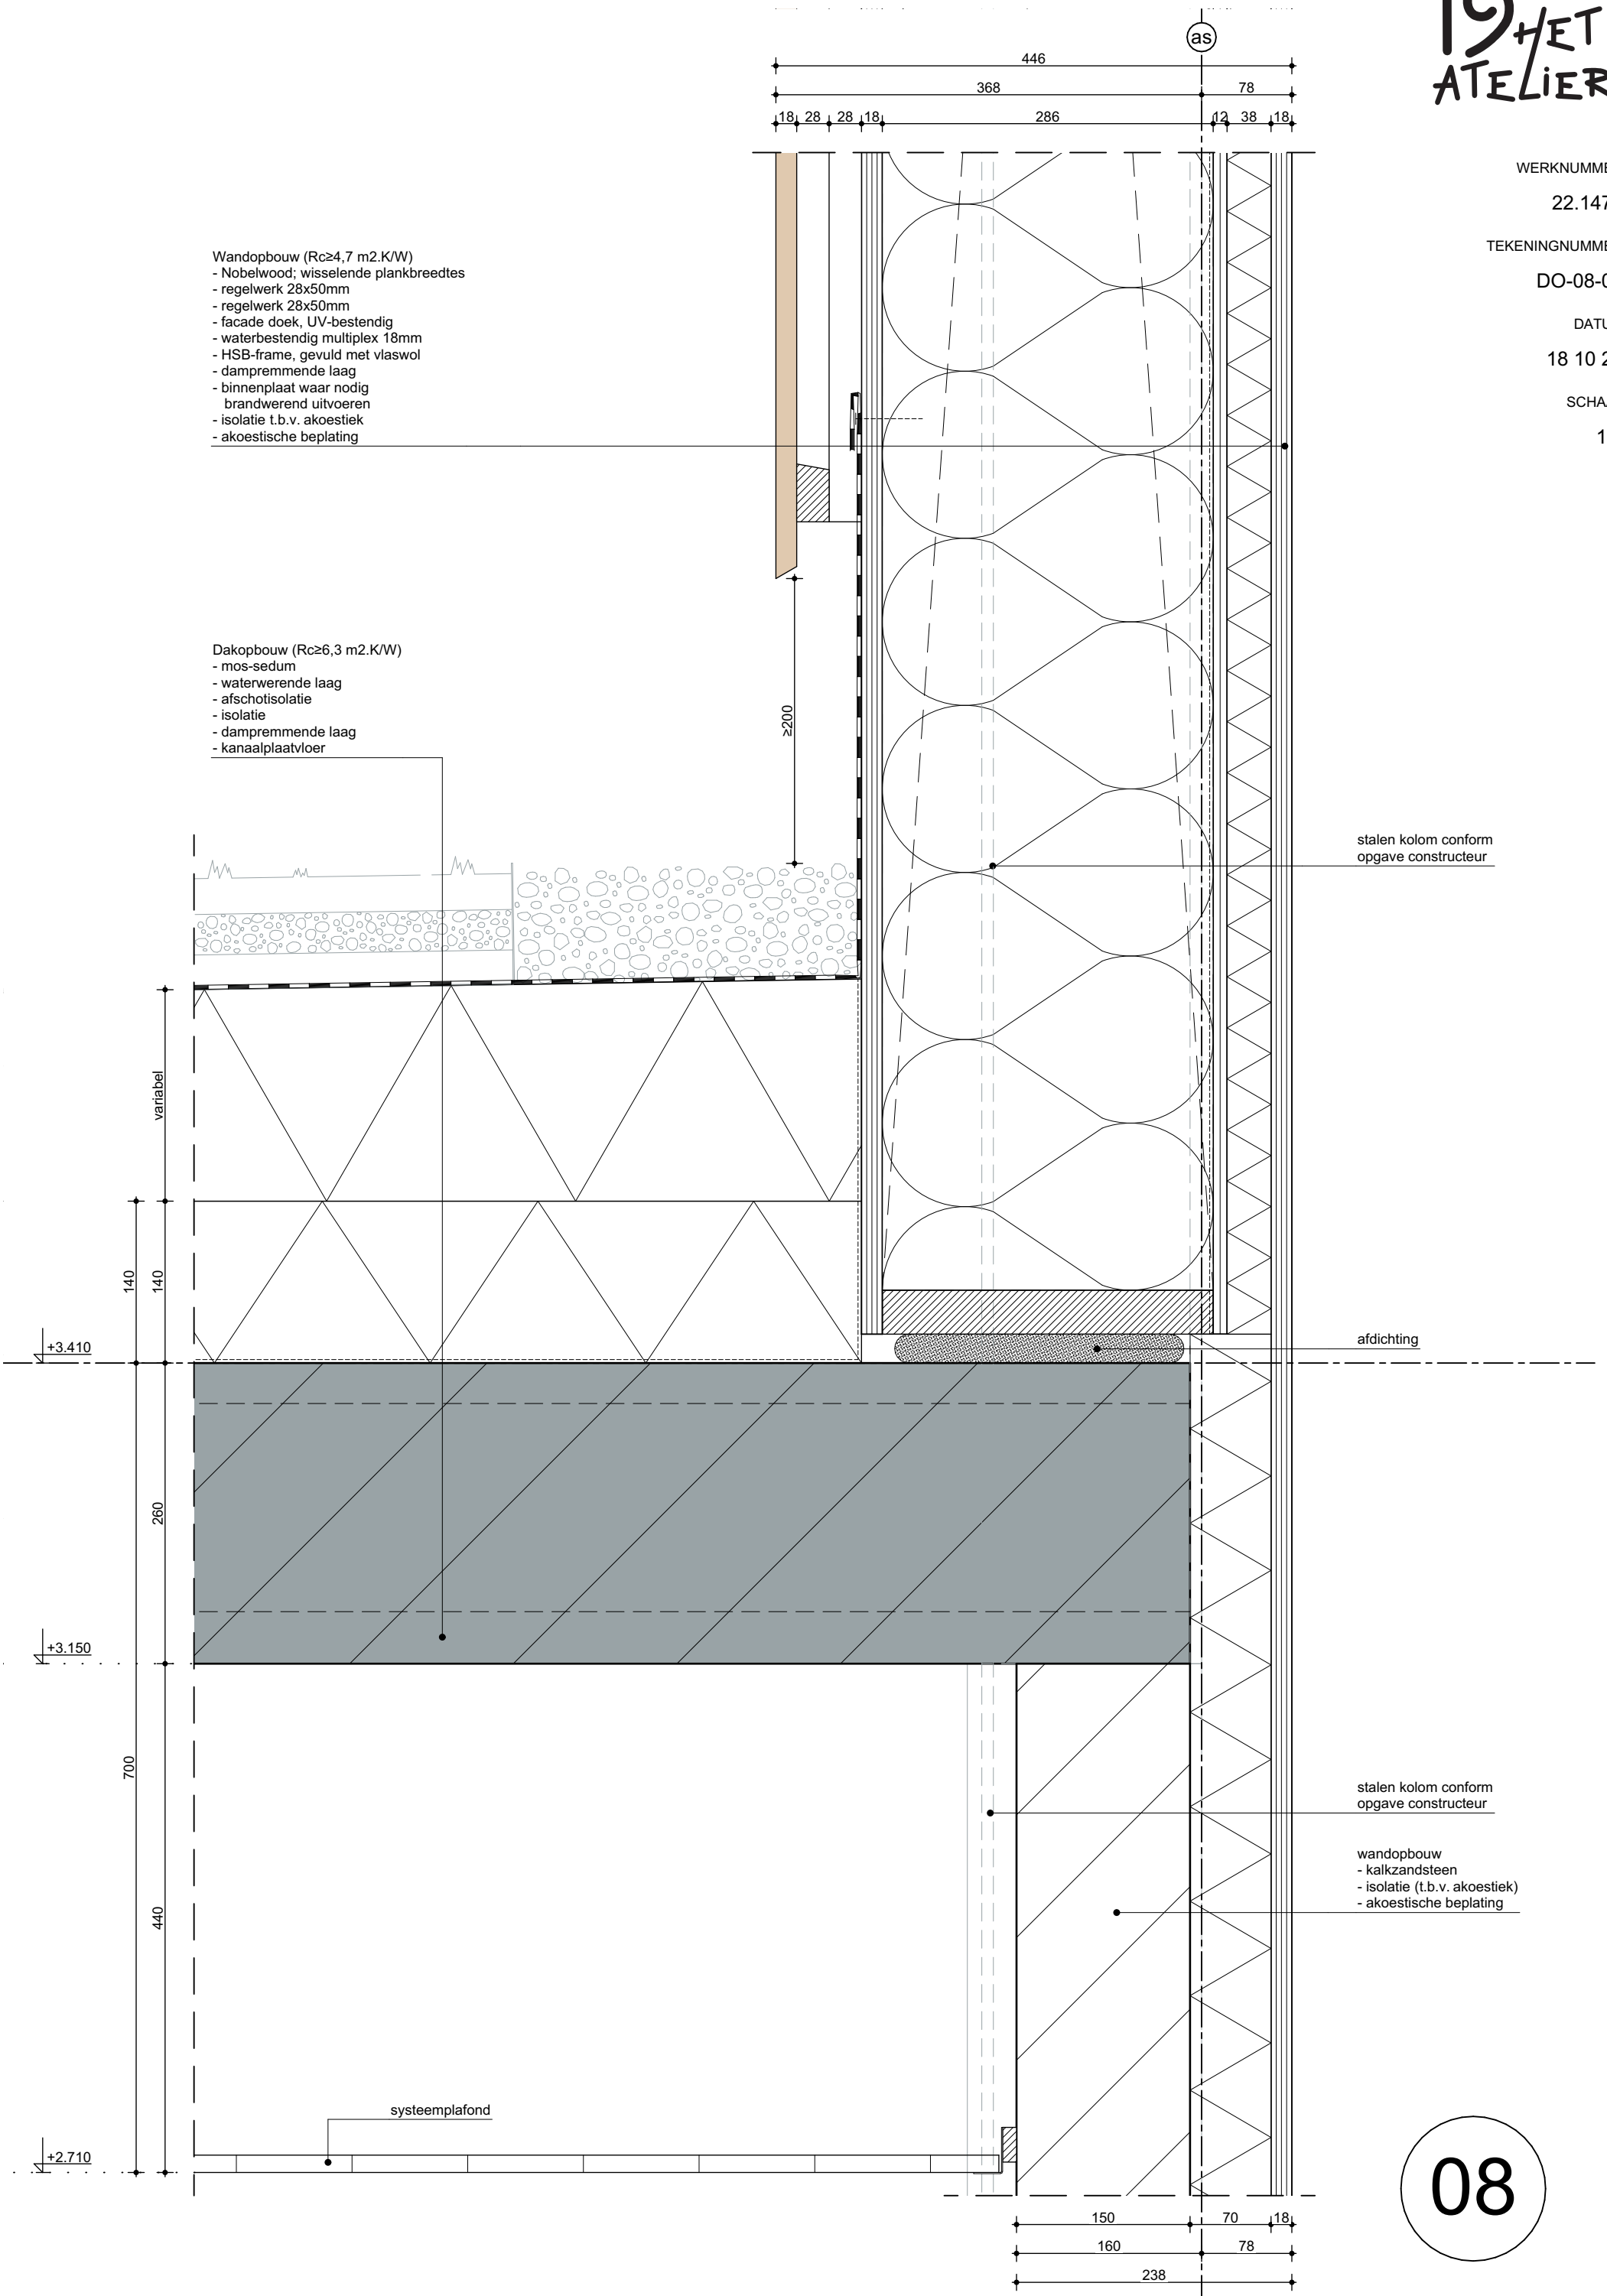 19 HET
ATELIER
as
446
368 78
18 28 28 18 286 12 38 18
WERKNUMME
22.147
TEKENINGNUMME
DO-08-0
DATU
18 10 2
SCHA
1
Wandopbouw (Rc≥4,7 m2.K/W)
- Nobelwood; wisselende plankbreedtes
- regelwerk 28x50mm
- regelwerk 28x50mm
- facade doek, UV-bestendig
- waterbestendig multiplex 18mm
- HSB-frame, gevuld met vlaswol
- dampremmende laag
- binnenplaat waar nodig
brandwerend uitvoeren
- isolatie t.b.v. akoestiek
- akoestische beplating
Dakopbouw (Rc≥6,3 m2.K/W)
- mos-sedum
- waterwerende laag
- afschotisolatie
- isolatie
- dampremmende laag
- kanaalplaatvloer
≥200
stalen kolom conform
opgave constructeur
variabel
140 140
+3.410
afdichting
260
+3.150
700
440
stalen kolom conform
opgave constructeur
wandopbouw
- kalkzandsteen
- isolatie (t.b.v. akoestiek)
- akoestische beplating
systeemplafond
+2.710
08
150 70 18
160 78
238